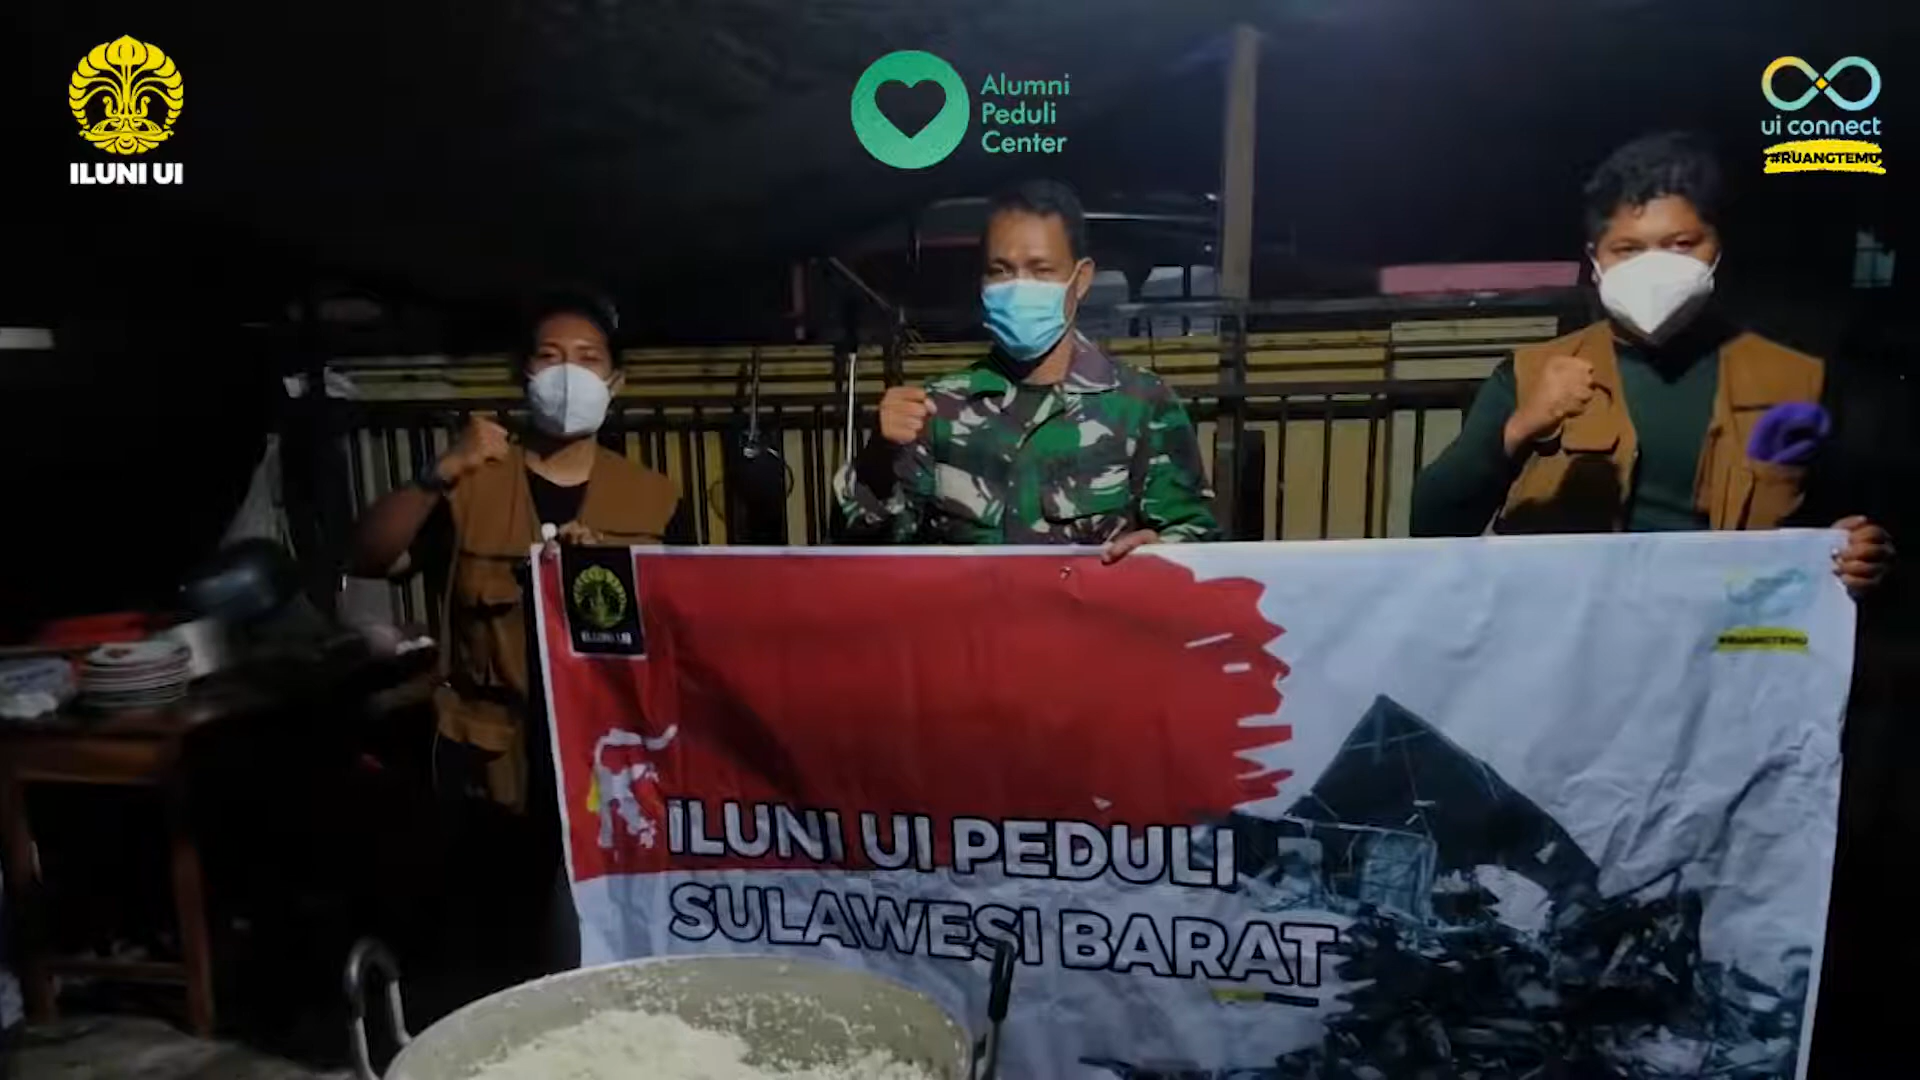 ILUNI UI
Alumni
Peduli
Center
ui connect
#RUANGTEMU
ILUNI UI
#RUANGTEMU
ILUNI UI PEDULI
SULAWESI BARAT